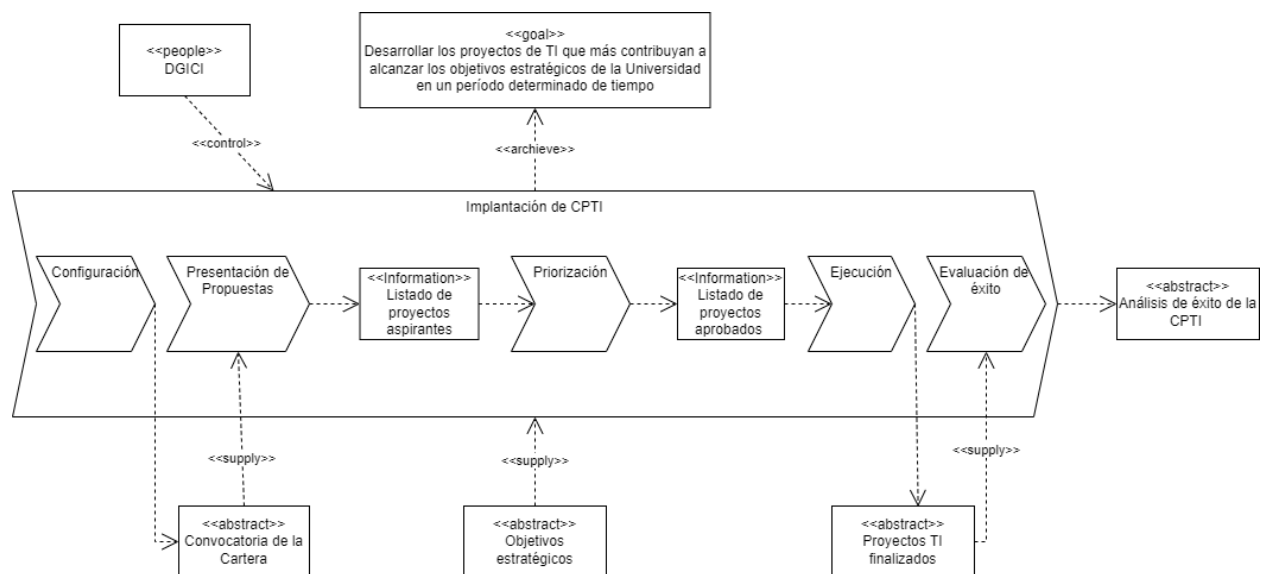 <<people>>
DGICI
<<goal>>
Desarrollar los proyectos de TI que más contribuyan a
alcanzar los objetivos estratégicos de la Universidad
en un período determinado de tiempo
<<control>>
<<archieve>>
Implantación de CPTI
Configuración
Presentación de
Propuestas
<<Information>>
Listado de
proyectos
aspirantes
Priorización
<<Information>>
Listado de
proyectos
aprobados
Ejecución
Evaluación de
éxito
<<abstract>>
Análisis de éxito de la
CPTI
<<supply>>
<<supply>>
<<supply>>
<<abstract>>
Convocatoria de la
Cartera
<<abstract>>
Objetivos
estratégicos
<<abstract>>
Proyectos TI
finalizados